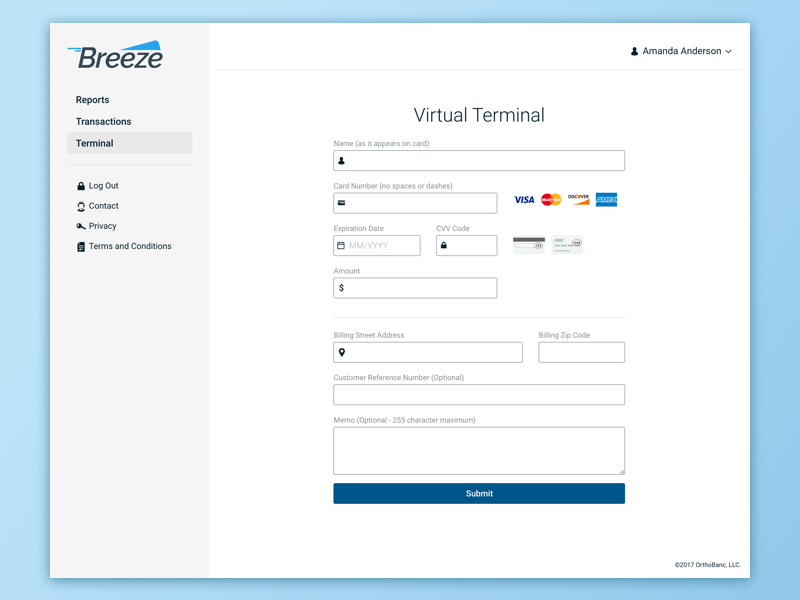 Breeze
Amanda Anderson
Reports
Transactions
Terminal
Log Out
Contact
Privacy
Terms and Conditions
Virtual Terminal
Name (as it appears on card)
Card Number (no spaces or dashes)
VISA MasterCard DISCOVER AMEX
Expiration Date CVV Code
MM/YYYY
Amount
$
Billing Street Address Billing Zip Code
Customer Reference Number (Optional)
Memo (Optional - 255 character maximum)
Submit
©2017 OrthoBanc, LLC.